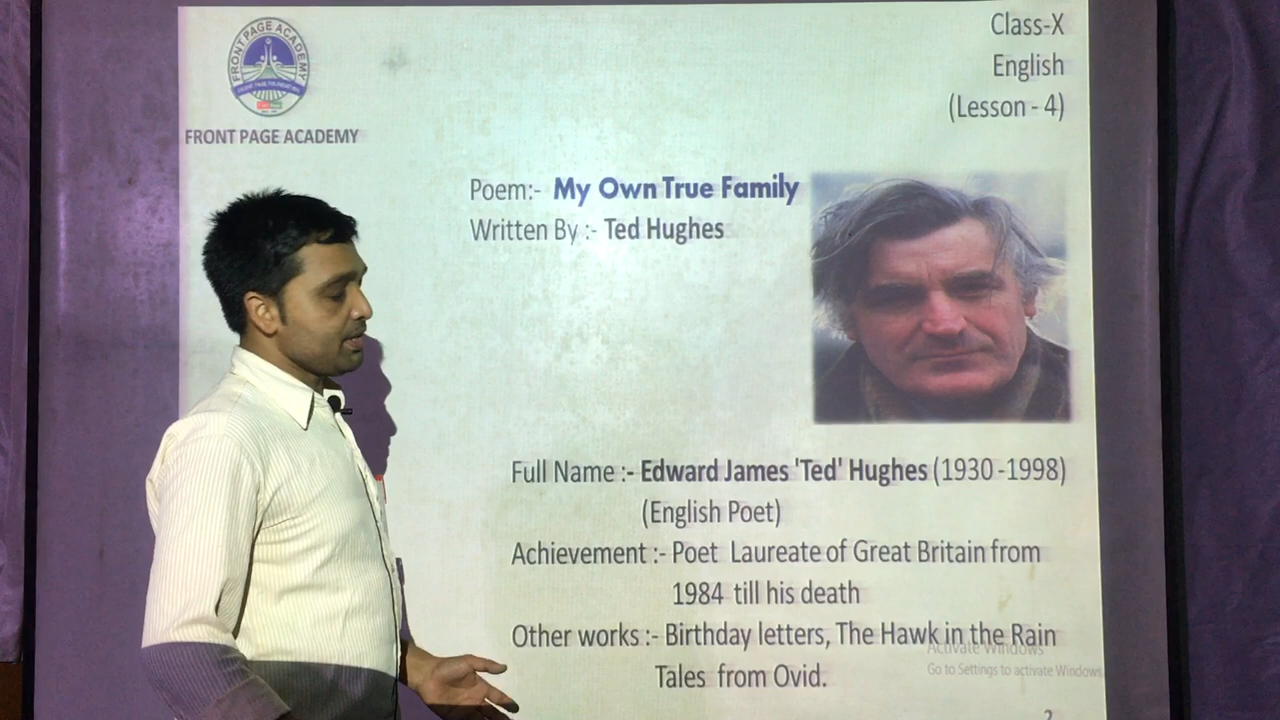 FRONT PAGE ACADEMY
FRONT PAGE ACADEMY
Class-X
English
(Lesson - 4)
Poem:- My Own True Family
Written By :- Ted Hughes
Full Name :- Edward James 'Ted' Hughes (1930 -1998)
(English Poet)
Achievement :- Poet Laureate of Great Britain from
1984 till his death
Other works :- Birthday letters, The Hawk in the Rain
Tales from Ovid.
Activate Windows
Go to Settings to activate Windows.
2